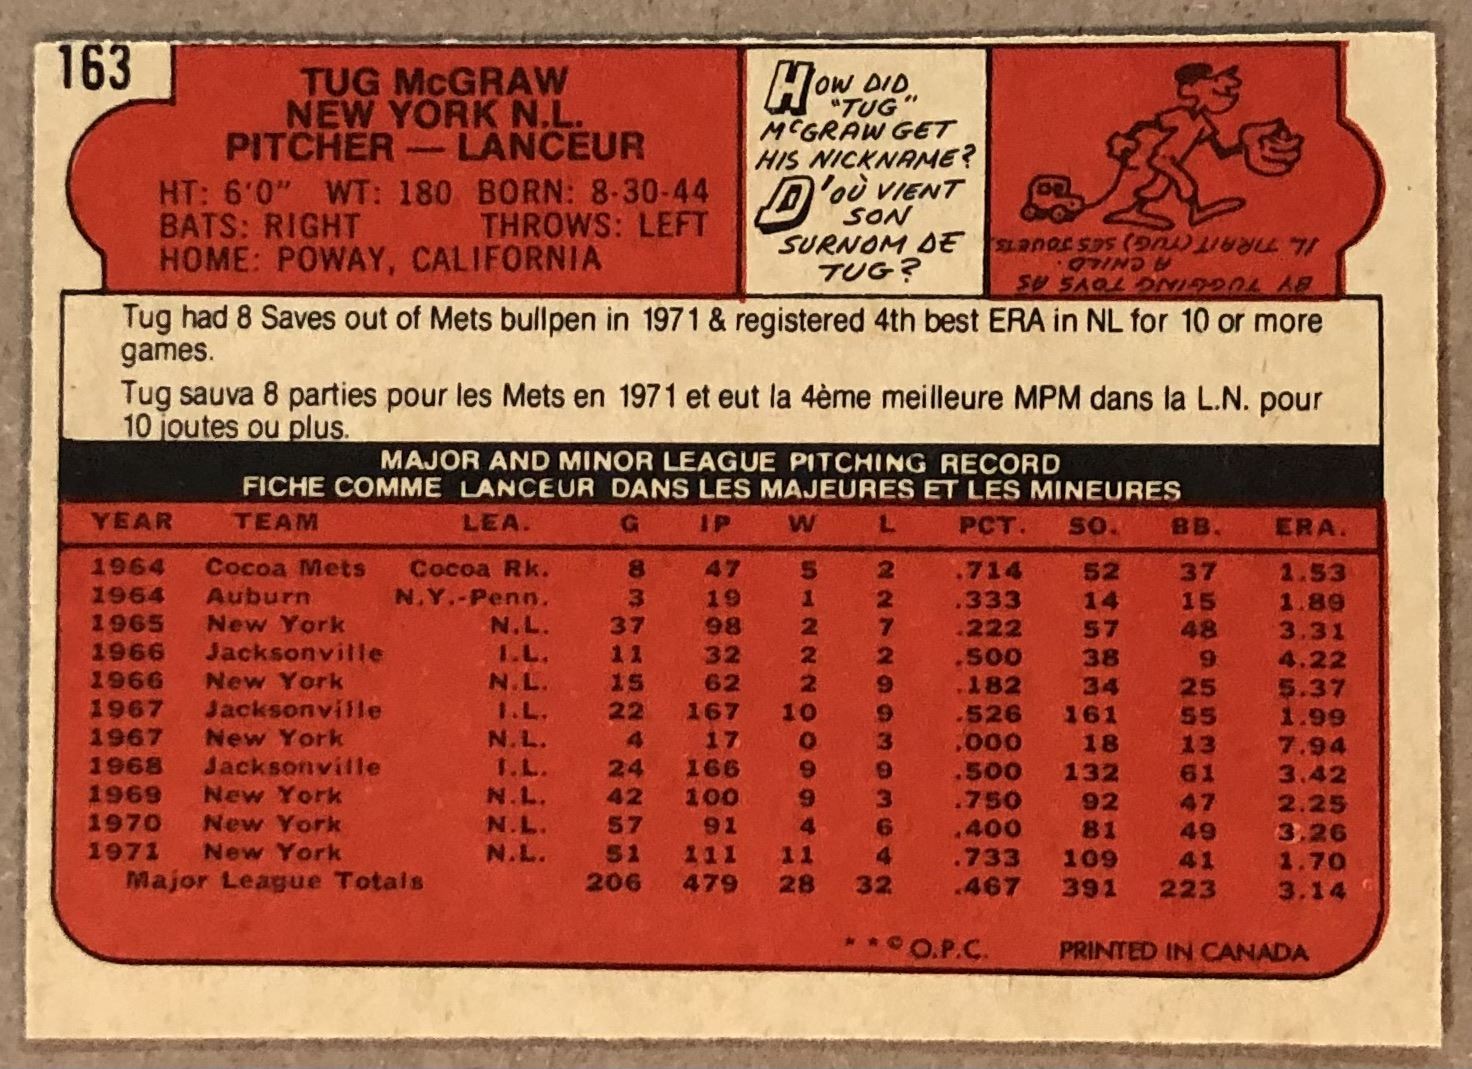 163
TUG McGRAW
NEW YORK N.L.
PITCHER — LANCEUR
HT: 6'0" WT: 180 BORN: 8-30-44
BATS: RIGHT THROWS: LEFT
HOME: POWAY, CALIFORNIA
HOW DID
"TUG"
McGRAW GET
HIS NICKNAME?
D'OÙ VIENT
SON
SURNOM DE
TUG?
BY TUGGING TOYS AS
A CHILD.
IL TIRAIT (TUG) SES JOUETS.
Tug had 8 Saves out of Mets bullpen in 1971 & registered 4th best ERA in NL for 10 or more
games.
Tug sauva 8 parties pour les Mets en 1971 et eut la 4ème meilleure MPM dans la L.N. pour
10 joutes ou plus.
MAJOR AND MINOR LEAGUE PITCHING RECORD
FICHE COMME LANCEUR DANS LES MAJEURES ET LES MINEURES
YEAR TEAM LEA. G IP W L PCT. SO. BB. ERA.
1964 Cocoa Mets Cocoa Rk. 8 47 5 2 .714 52 37 1.53
1964 Auburn N.Y.-Penn. 3 19 1 2 .333 14 15 1.89
1965 New York N.L. 37 98 2 7 .222 57 48 3.31
1966 Jacksonville I.L. 11 32 2 2 .500 38 9 4.22
1966 New York N.L. 15 62 2 9 .182 34 25 5.37
1967 Jacksonville I.L. 22 167 10 9 .526 161 55 1.99
1967 New York N.L. 4 17 0 3 .000 18 13 7.94
1968 Jacksonville I.L. 24 166 9 9 .500 132 61 3.42
1969 New York N.L. 42 100 9 3 .750 92 47 2.25
1970 New York N.L. 57 91 4 6 .400 81 49 3.26
1971 New York N.L. 51 111 11 4 .733 109 41 1.70
Major League Totals 206 479 28 32 .467 391 223 3.14
* * © O.P.C. PRINTED IN CANADA